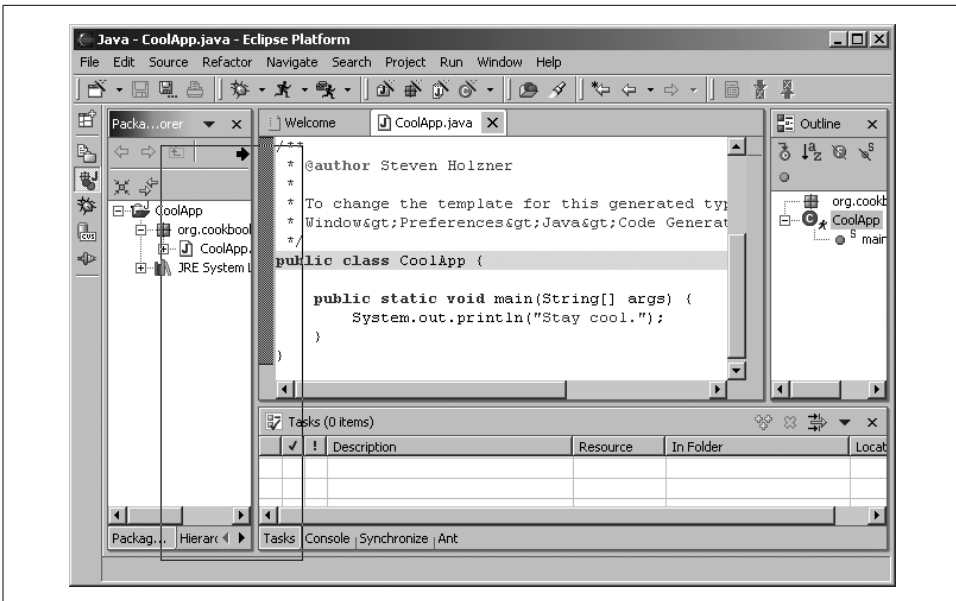 Java - CoolApp.java - Eclipse Platform
File Edit Source Refactor Navigate Search Project Run Window Help
Packa...orer
Welcome
CoolApp.java
Outline
/**
* @author Steven Holzner
*
* To change the template for this generated typ
* Window&gt;Preferences&gt;Java&gt;Code Generat
*/
public class CoolApp {
public static void main(String[] args) {
System.out.println("Stay cool.");
}
}
CoolApp
org.cookbool
CoolApp.
JRE System L
org.cookb
CoolApp
main
Tasks (0 items)
! Description Resource In Folder Locat
Packag... Hierarc
Tasks Console Synchronize Ant